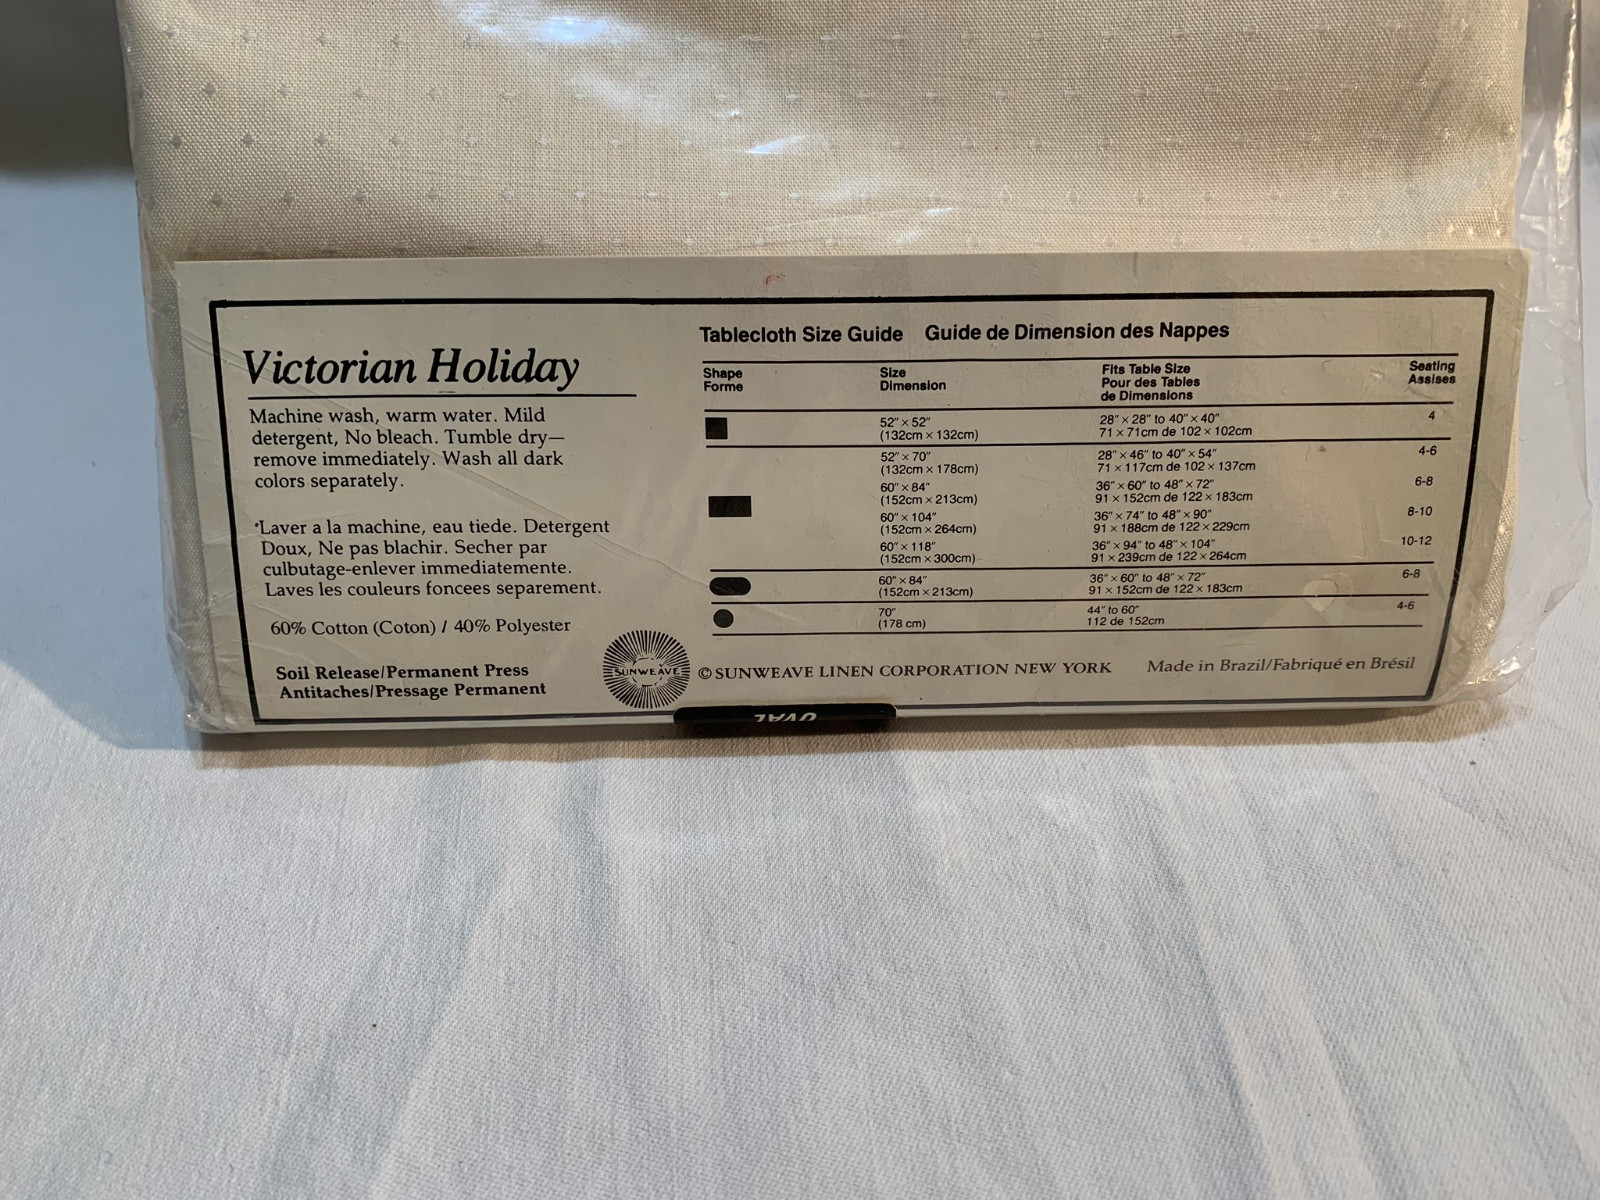 Victorian Holiday
Machine wash, warm water. Mild
detergent, No bleach. Tumble dry—
remove immediately. Wash all dark
colors separately.
Laver a la machine, eau tiede. Detergent
Doux, Ne pas blachir. Secher par
culbutage-enlever immediatemente.
Laves les couleurs foncees separement.
60% Cotton (Coton) / 40% Polyester
Soil Release/Permanent Press
Antitaches/Pressage Permanent
Tablecloth Size Guide Guide de Dimension des Nappes
Shape Size Fits Table Size Seating
Forme Dimension Pour des Tables Assises
de Dimensions
52" × 52" 28" × 28" to 40" × 40" 4
(132cm × 132cm) 71 × 71cm de 102 × 102cm
52" × 70" 28" × 46" to 40" × 54" 4-6
(132cm × 178cm) 71 × 117cm de 102 × 137cm
60" × 84" 36" × 60" to 48" × 72" 6-8
(152cm × 213cm) 91 × 152cm de 122 × 183cm
60" × 104" 36" × 74" to 48" × 90" 8-10
(152cm × 264cm) 91 × 188cm de 122 × 229cm
60" × 118" 36" × 94" to 48" × 104" 10-12
(152cm × 300cm) 91 × 239cm de 122 × 264cm
60" × 84" 36" × 60" to 48" × 72" 6-8
(152cm × 213cm) 91 × 152cm de 122 × 183cm
70" 44" to 60" 4-6
(178 cm) 112 de 152cm
SUNWEAVE © SUNWEAVE LINEN CORPORATION NEW YORK Made in Brazil/Fabriqué en Brésil
OVAL